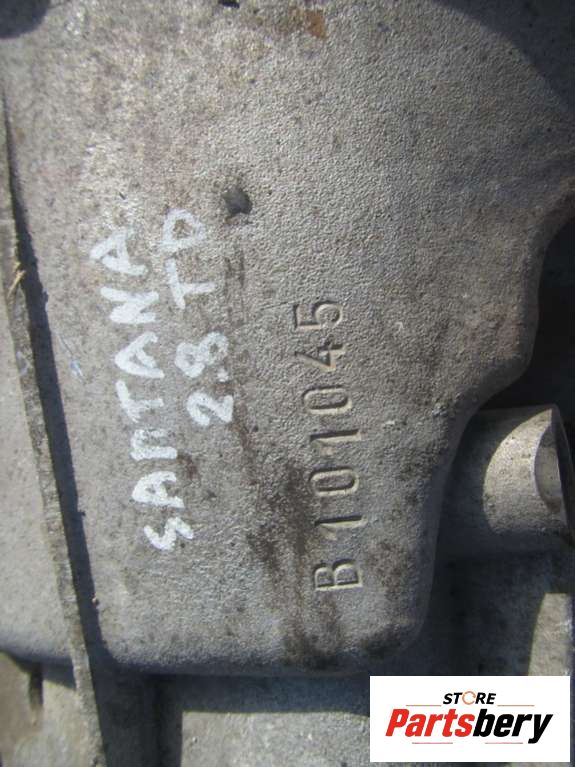 SANTANA
2.8 TD
B101045
STORE
Partsbery